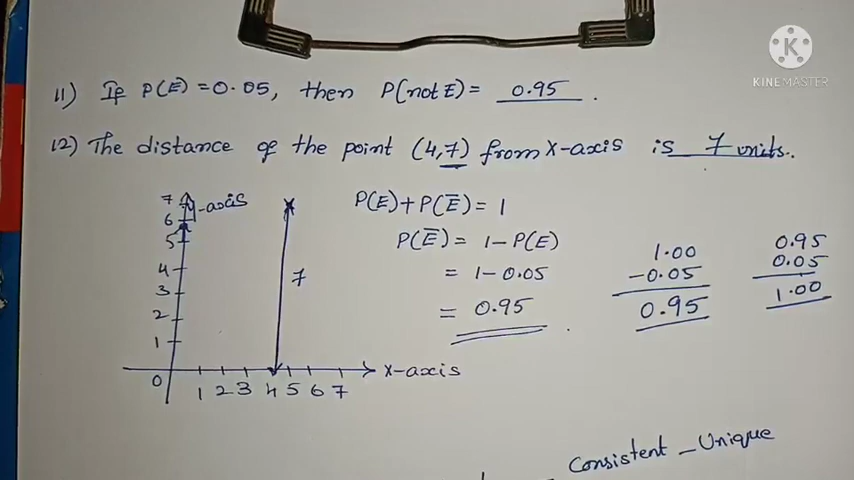 K
KINEMASTER
11) If P(E) = 0.05, then P(not E) = 0.95 .
12) The distance of the point (4,7) from X-axis is 7 units.
7
6
5
4
3
2
1
0
y-axis
7
1 2 3 4 5 6 7
X-axis
P(E)+P(E̅) = 1
P(E̅) = 1-P(E)
= 1-0.05
= 0.95 .
1.00
-0.05
0.95
0.95
0.05
1.00
Consistent - Unique